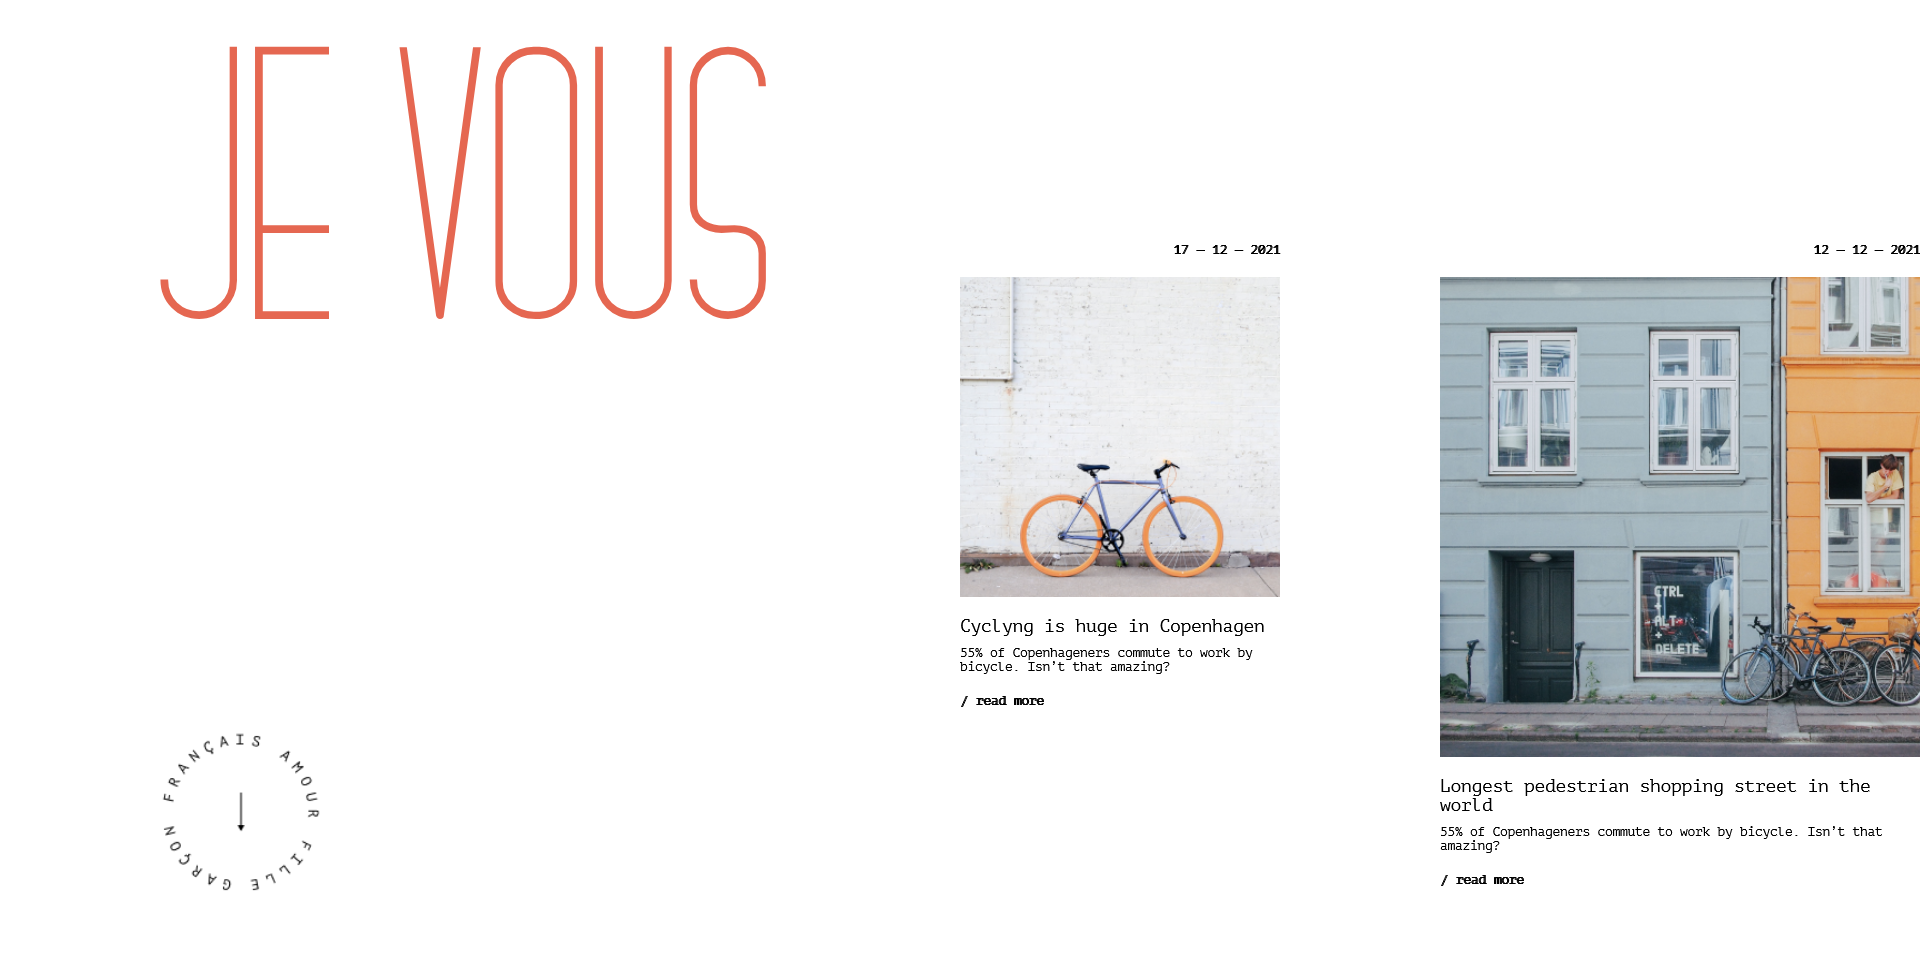 JE VOUS
17 — 12 — 2021
Cyclyng is huge in Copenhagen
55% of Copenhageners commute to work by
bicycle. Isn't that amazing?
/ read more
12 — 12 — 2021
CTRL
+
ALT
+
DELETE
Longest pedestrian shopping street in the
world
55% of Copenhageners commute to work by bicycle. Isn't that
amazing?
/ read more
FRANÇAIS AMOUR FILLE GARÇON